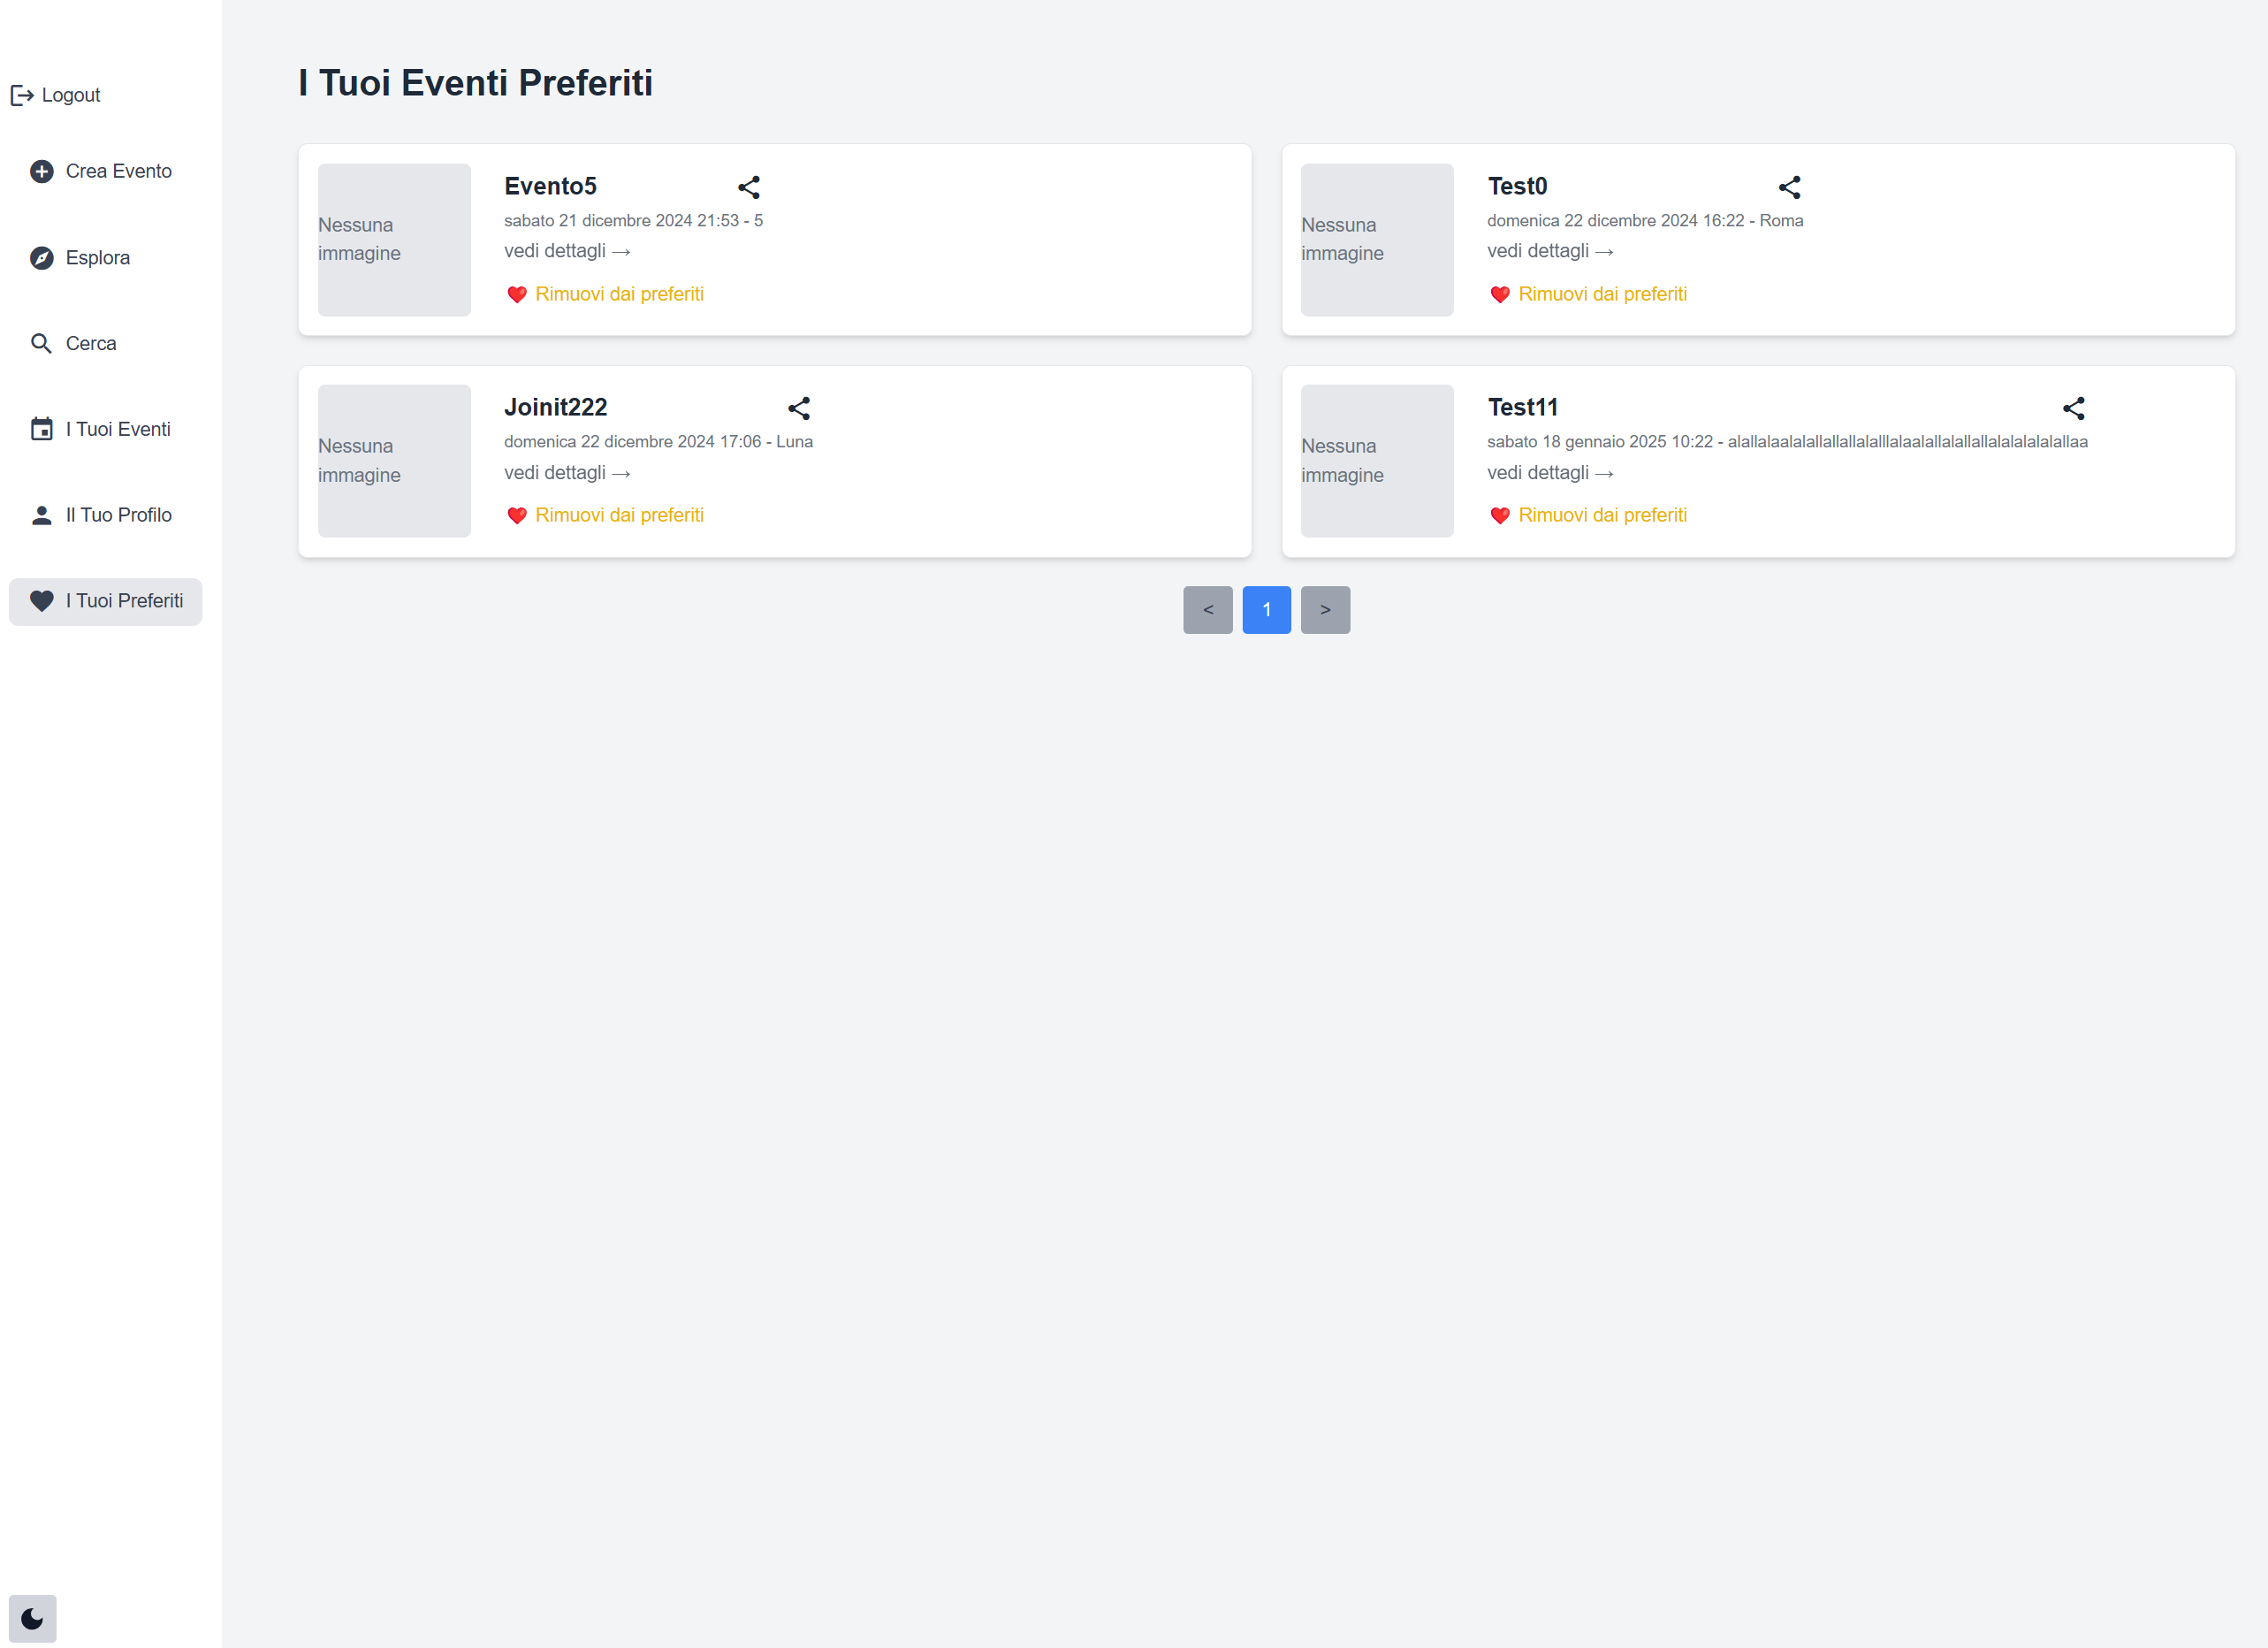 Logout
Crea Evento
Esplora
Cerca
I Tuoi Eventi
Il Tuo Profilo
I Tuoi Preferiti
I Tuoi Eventi Preferiti
Nessuna
immagine
Evento5
sabato 21 dicembre 2024 21:53 - 5
vedi dettagli →
Rimuovi dai preferiti
Nessuna
immagine
Test0
domenica 22 dicembre 2024 16:22 - Roma
vedi dettagli →
Rimuovi dai preferiti
Nessuna
immagine
Joinit222
domenica 22 dicembre 2024 17:06 - Luna
vedi dettagli →
Rimuovi dai preferiti
Nessuna
immagine
Test11
sabato 18 gennaio 2025 10:22 -
vedi dettagli →
Rimuovi dai preferiti
< 1 >